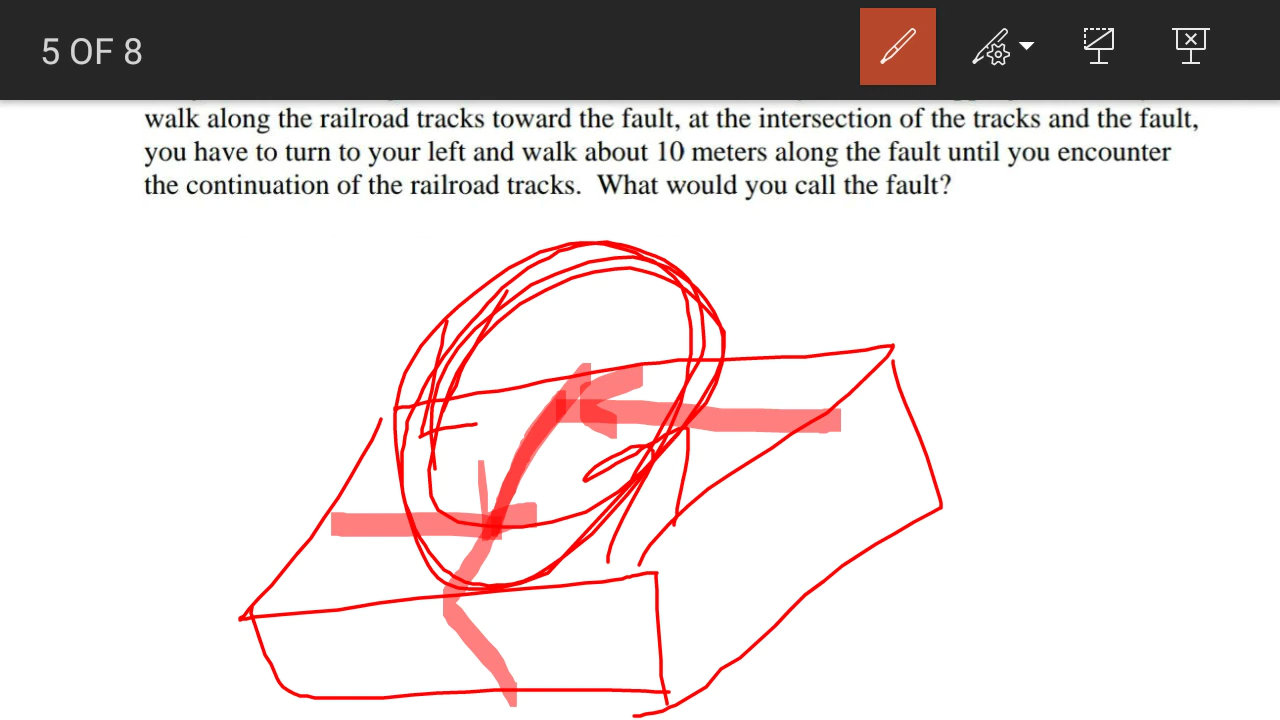 5 OF 8
walk along the railroad tracks toward the fault, at the intersection of the tracks and the fault,
you have to turn to your left and walk about 10 meters along the fault until you encounter
the continuation of the railroad tracks. What would you call the fault?